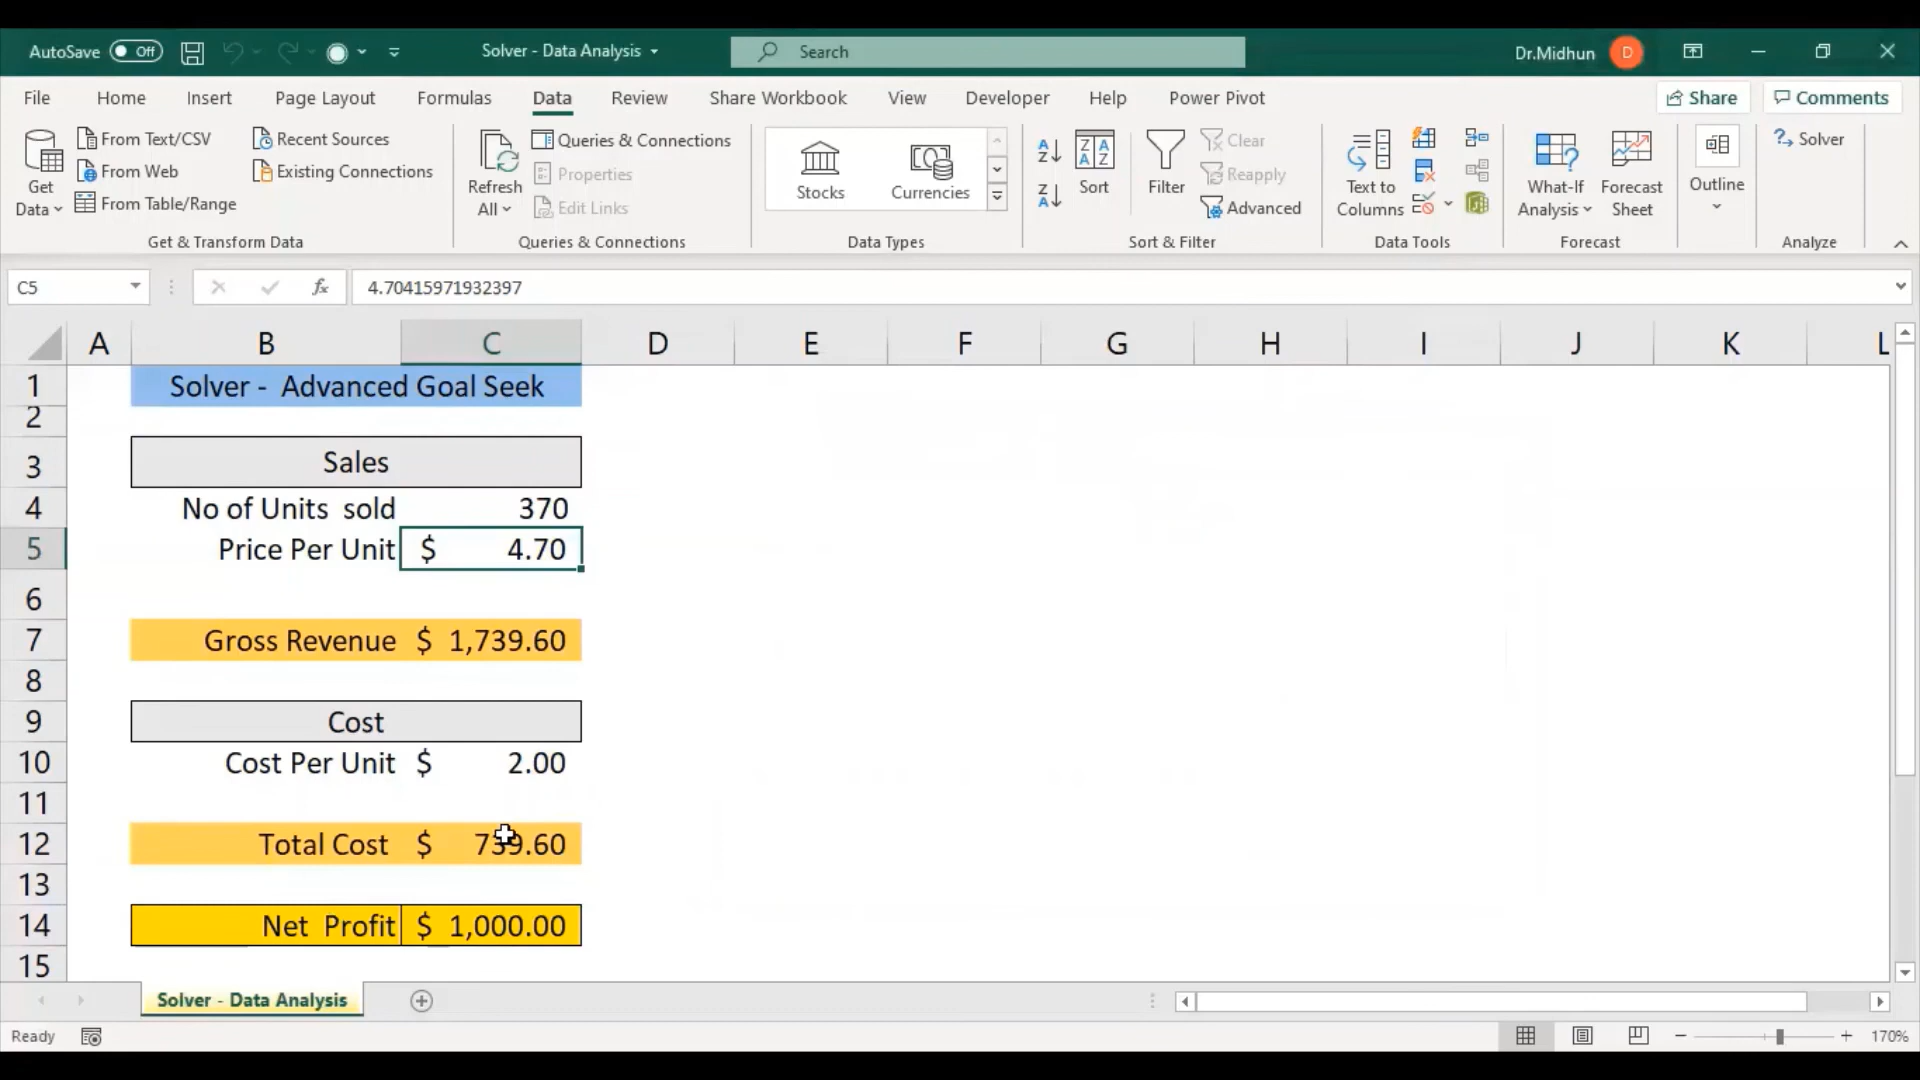 AutoSave Off Solver - Data Analysis Search Dr.Midhun D
File Home Insert Page Layout Formulas Data Review Share Workbook View Developer Help Power Pivot Share Comments
Get Data From Text/CSV From Web From Table/Range Recent Sources Existing Connections
Get & Transform Data
Refresh All Queries & Connections Properties Edit Links
Queries & Connections
Stocks Currencies
Data Types
Sort Filter Clear Reapply Advanced
Sort & Filter
Text to Columns
Data Tools
What-If Analysis Forecast Sheet
Forecast
Outline
Solver
Analyze
C5 fx 4.70415971932397
A B C D E F G H I J K L
1 Solver - Advanced Goal Seek
2
3 Sales
4 No of Units sold 370
5 Price Per Unit $ 4.70
6
7 Gross Revenue $ 1,739.60
8
9 Cost
10 Cost Per Unit $ 2.00
11
12 Total Cost $ 739.60
13
14 Net Profit $ 1,000.00
15
Solver - Data Analysis
Ready 170%